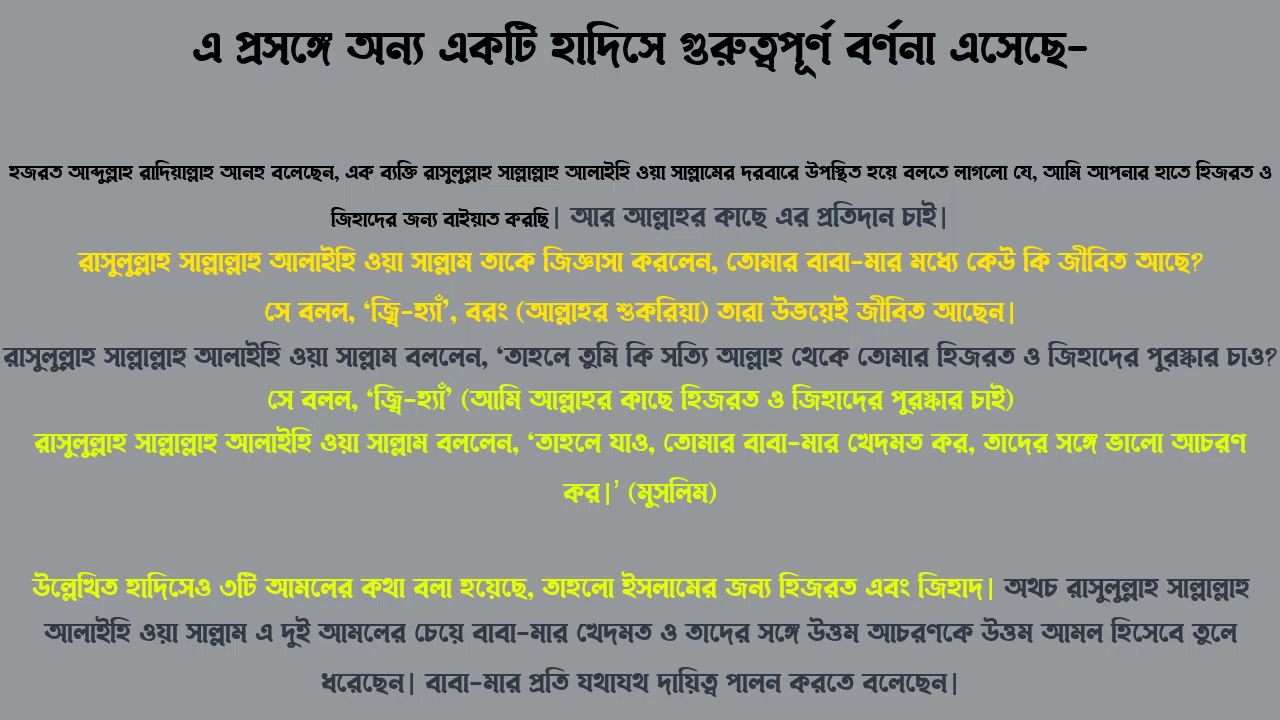 এ প্রসঙ্গে অন্য একটি হাদিসে গুরুত্বপূর্ণ বর্ণনা এসেছে-
হজরত আব্দুল্লাহ রাদিয়াল্লাহু আনহু বলেছেন, এক ব্যক্তি রাসুলুল্লাহ সাল্লাল্লাহু আলাইহি ওয়া সাল্লামের দরবারে উপস্থিত হয়ে বলতে লাগলো যে, আমি আপনার হাতে হিজরত ও
জিহাদের জন্য বাইয়াত করছি| আর আল্লাহর কাছে এর প্রতিদান চাই|
রাসুলুল্লাহ সাল্লাল্লাহু আলাইহি ওয়া সাল্লাম তাকে জিজ্ঞাসা করলেন, তোমার বাবা-মার মধ্যে কেউ কি জীবিত আছে?
সে বলল, ‘জ্বি-হ্যাঁ’, বরং (আল্লাহর শুকরিয়া) তারা উভয়েই জীবিত আছেন|
রাসুলুল্লাহ সাল্লাল্লাহু আলাইহি ওয়া সাল্লাম বললেন, ‘তাহলে তুমি কি সত্যি আল্লাহ থেকে তোমার হিজরত ও জিহাদের পুরস্কার চাও?
সে বলল, ‘জ্বি-হ্যাঁ’ (আমি আল্লাহর কাছে হিজরত ও জিহাদের পুরস্কার চাই)
রাসুলুল্লাহ সাল্লাল্লাহু আলাইহি ওয়া সাল্লাম বললেন, ‘তাহলে যাও, তোমার বাবা-মার খেদমত কর, তাদের সঙ্গে ভালো আচরণ
কর|’ (মুসলিম)
উল্লেখিত হাদিসেও ৩টি আমলের কথা বলা হয়েছে, তাহলো ইসলামের জন্য হিজরত এবং জিহাদ| অথচ রাসুলুল্লাহ সাল্লাল্লাহু
আলাইহি ওয়া সাল্লাম এ দুই আমলের চেয়ে বাবা-মার খেদমত ও তাদের সঙ্গে উত্তম আচরণকে উত্তম আমল হিসেবে তুলে
ধরেছেন| বাবা-মার প্রতি যথাযথ দায়িত্ব পালন করতে বলেছেন|